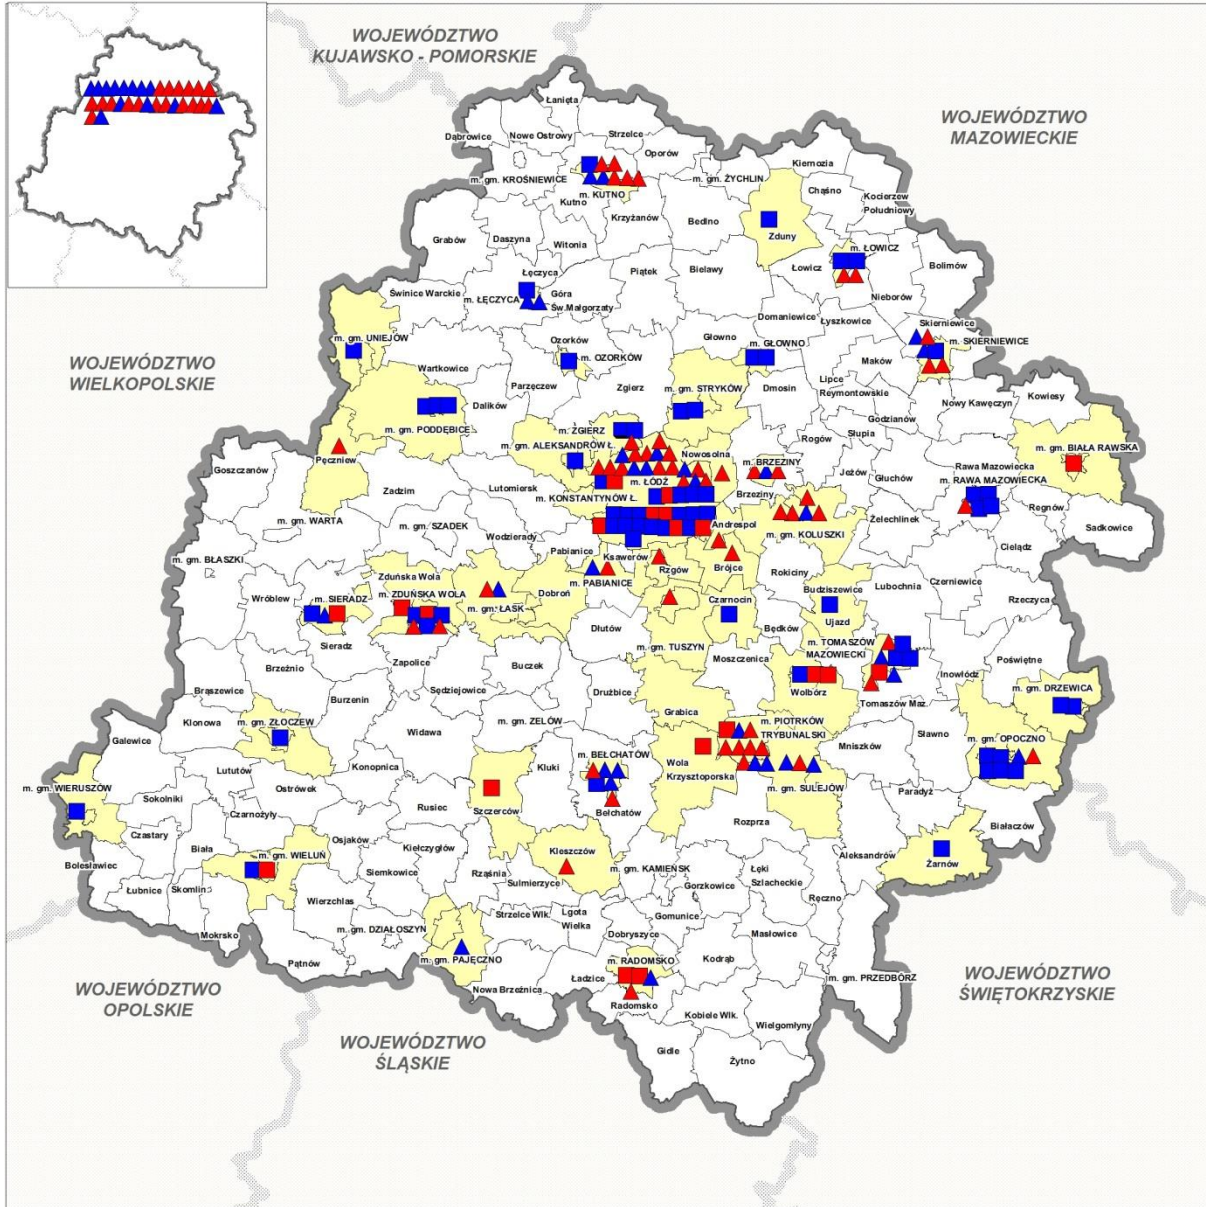 WOJEWÓDZTWO
KUJAWSKO - POMORSKIE
WOJEWÓDZTWO
MAZOWIECKIE
Łanięta
Dąbrowice
Nowe Ostrowy
Strzelce
Oporów
m. gm. KROŚNIEWICE
m. KUTNO
Kutno
m. gm. ŻYCHLIN
Kiernozia
Chąśno
Kocierzew
Południowy
Krzyżanów
Bedlno
Zduny
Grabów
Daszyna
Witonia
m. ŁOWICZ
Łowicz
Bolimów
Łęczyca
Piątek
Bielawy
Nieborów
Świnice Warckie
m. ŁĘCZYCA
Góra
Św.Małgorzaty
Domaniewice
Łyszkowice
Skierniewice
m. gm. UNIEJÓW
Ozorków
m. OZORKÓW
Głowno
m. GŁOWNO
m. SKIERNIEWICE
Maków
WOJEWÓDZTWO
WIELKOPOLSKIE
Wartkowice
Parzęczew
Zgierz
m. gm. STRYKÓW
Dmosin
Lipce
Reymontowskie
Nowy Kawęczyn
Kowiesy
Dalików
Godzianów
m. gm. PODDĘBICE
m. ZGIERZ
Rogów
Słupia
m. gm. ALEKSANDRÓW Ł.
Nowosolna
m. gm. BIAŁA RAWSKA
Pęczniew
Goszczanów
m. BRZEZINY
Jeżów
Głuchów
Rawa Mazowiecka
m. RAWA MAZOWIECKA
Zadzim
Lutomiersk
m. ŁÓDŹ
m. KONSTANTYNÓW Ł.
Brzeziny
Regnów
m. gm. WARTA
m. gm. SZADEK
Wodzierady
Andrespol
m. gm. KOLUSZKI
Żelechlinek
Sadkowice
m. gm. BŁASZKI
Pabianice
Ksawerów
Cielądz
Zduńska Wola
m. PABIANICE
Rzgów
Brójce
Rokiciny
Lubochnia
Czerniewice
Wróblew
m. SIERADZ
m. ZDUŃSKA WOLA
m. gm. ŁASK
Dobroń
Czarnocin
Budziszewice
Ujazd
Rzeczyca
Sieradz
Dłutów
m. gm. TUSZYN
Będków
m. TOMASZÓW
MAZOWIECKI
Brzeźnio
Zapolice
Buczek
Moszczenica
Inowłódz
Poświętne
Brąszewice
Burzenin
Sędziejowice
Drużbice
Wolbórz
m. gm. DRZEWICA
Klonowa
m. gm. ZŁOCZEW
Widawa
m. gm. ZELÓW
Grabica
Tomaszów Maz.
m. PIOTRKÓW
TRYBUNALSKI
Mniszków
Sławno
m. gm. OPOCZNO
Galewice
Konopnica
Kluki
m. BEŁCHATÓW
Wola
Krzysztoporska
Lututów
Ostrówek
m. gm. WIERUSZÓW
Sokolniki
Czarnożyły
Rusiec
Szczerców
Bełchatów
m. gm. SULEJÓW
Paradyż
Czastary
Rozprza
Białaczów
Bolesławiec
Biała
m. gm. WIELUŃ
Osjaków
Kiełczygłów
Kleszczów
Aleksandrów
Żarnów
Łubnice
Skomlin
Siemkowice
Rząśnia
Sulmierzyce
m. gm. KAMIEŃSK
Gorzkowice
Łęki
Szlacheckie
Ręczno
Wierzchlas
Mokrsko
m. gm. DZIAŁOSZYN
Strzelce Wlk.
Lgota
Wielka
Gomunice
Dobryszyce
Masłowice
Pątnów
m. gm. PAJĘCZNO
m. RADOMSKO
Kodrąb
m. gm. PRZEDBÓRZ
Nowa Brzeźnica
Ładzice
Radomsko
Kobiele Wlk.
Wielgomłyny
Gidle
Żytno
WOJEWÓDZTWO
OPOLSKIE
WOJEWÓDZTWO
ŚLĄSKIE
WOJEWÓDZTWO
ŚWIĘTOKRZYSKIE